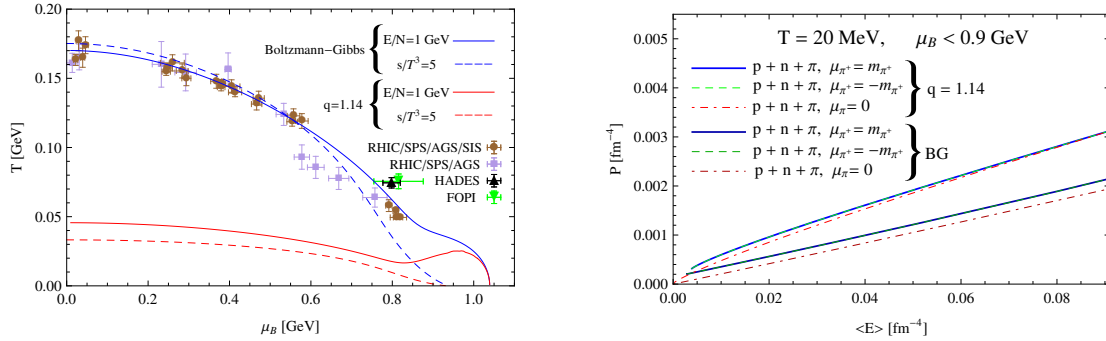 Boltzmann-Gibbs
E/N=1 GeV
s/T³=5
q=1.14
E/N=1 GeV
s/T³=5
RHIC/SPS/AGS/SIS
RHIC/SPS/AGS
HADES
FOPI
T [GeV]
0.20
0.15
0.10
0.05
0.00
0.0 0.2 0.4 0.6 0.8 1.0
μ_B [GeV]
T = 20 MeV, μ_B < 0.9 GeV
p + n + π, μ_π⁺ = m_π⁺
p + n + π, μ_π⁺ = −m_π⁺
p + n + π, μ_π = 0
q = 1.14
p + n + π, μ_π⁺ = m_π⁺
p + n + π, μ_π⁺ = −m_π⁺
p + n + π, μ_π = 0
BG
P [fm⁻⁴]
0.005
0.004
0.003
0.002
0.001
0.000
0.00 0.02 0.04 0.06 0.08
<E> [fm⁻⁴]